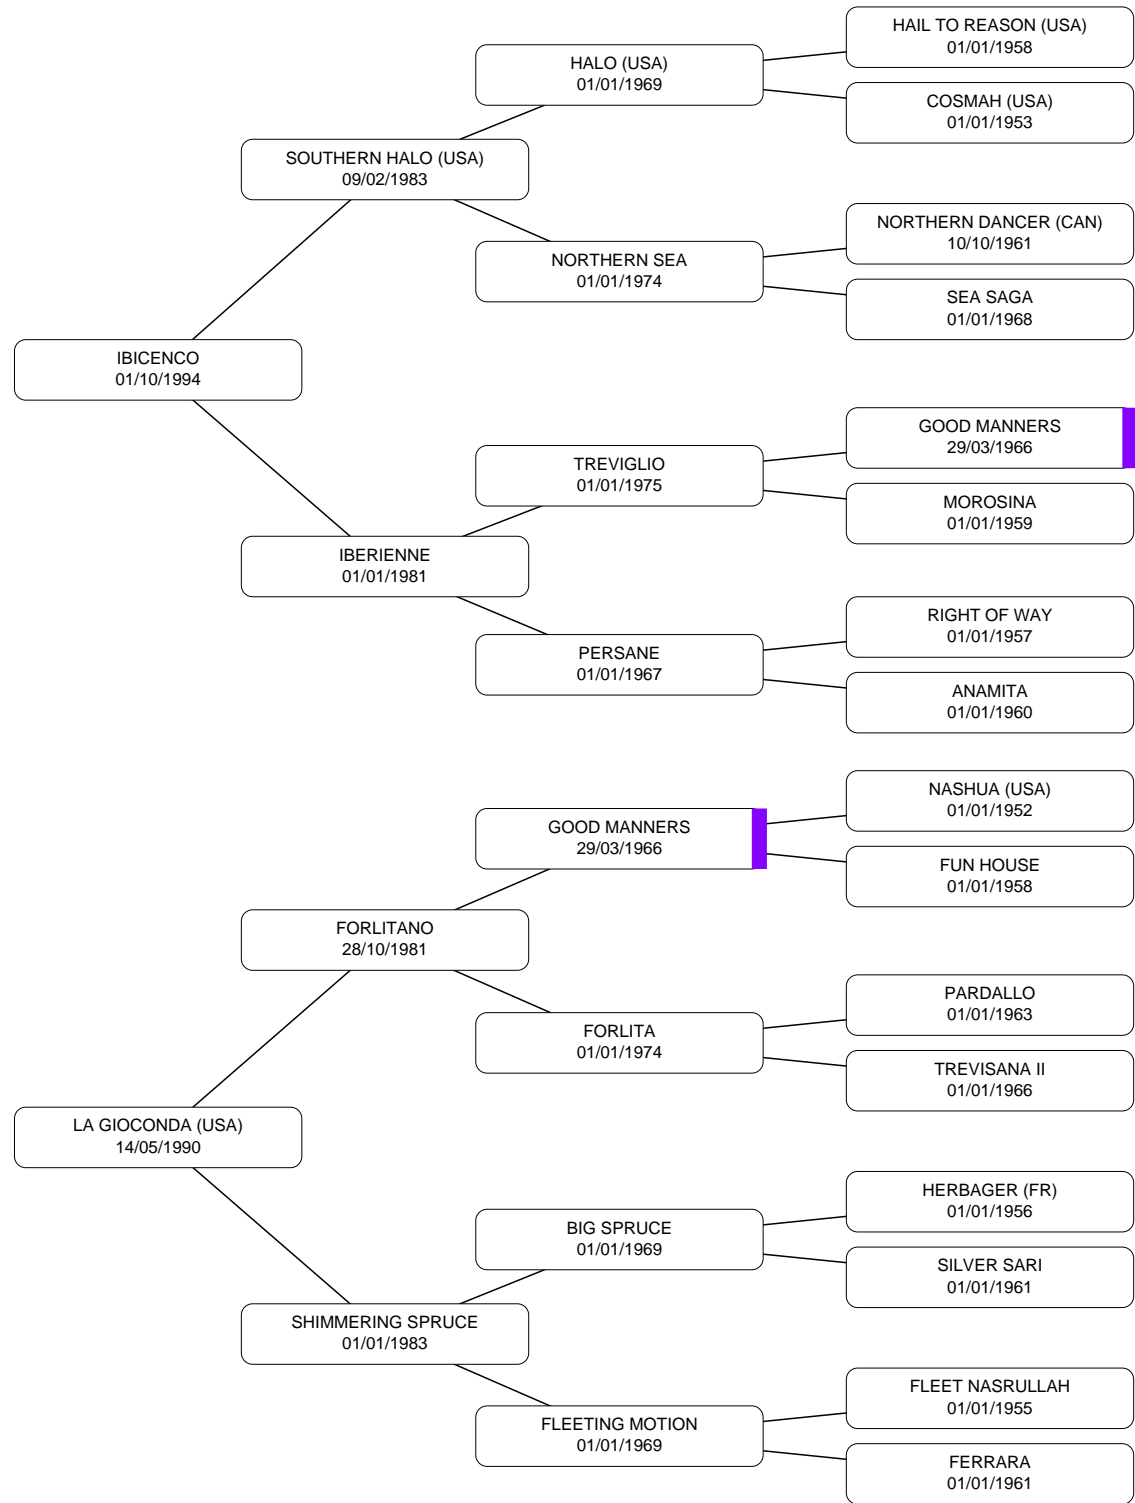 HAIL TO REASON (USA)
01/01/1958
HALO (USA)
01/01/1969
COSMAH (USA)
01/01/1953
SOUTHERN HALO (USA)
09/02/1983
NORTHERN DANCER (CAN)
10/10/1961
NORTHERN SEA
01/01/1974
SEA SAGA
01/01/1968
IBICENCO
01/10/1994
GOOD MANNERS
29/03/1966
TREVIGLIO
01/01/1975
MOROSINA
01/01/1959
IBERIENNE
01/01/1981
RIGHT OF WAY
01/01/1957
PERSANE
01/01/1967
ANAMITA
01/01/1960
NASHUA (USA)
01/01/1952
GOOD MANNERS
29/03/1966
FUN HOUSE
01/01/1958
FORLITANO
28/10/1981
PARDALLO
01/01/1963
FORLITA
01/01/1974
TREVISANA II
01/01/1966
LA GIOCONDA (USA)
14/05/1990
HERBAGER (FR)
01/01/1956
BIG SPRUCE
01/01/1969
SILVER SARI
01/01/1961
SHIMMERING SPRUCE
01/01/1983
FLEET NASRULLAH
01/01/1955
FLEETING MOTION
01/01/1969
FERRARA
01/01/1961